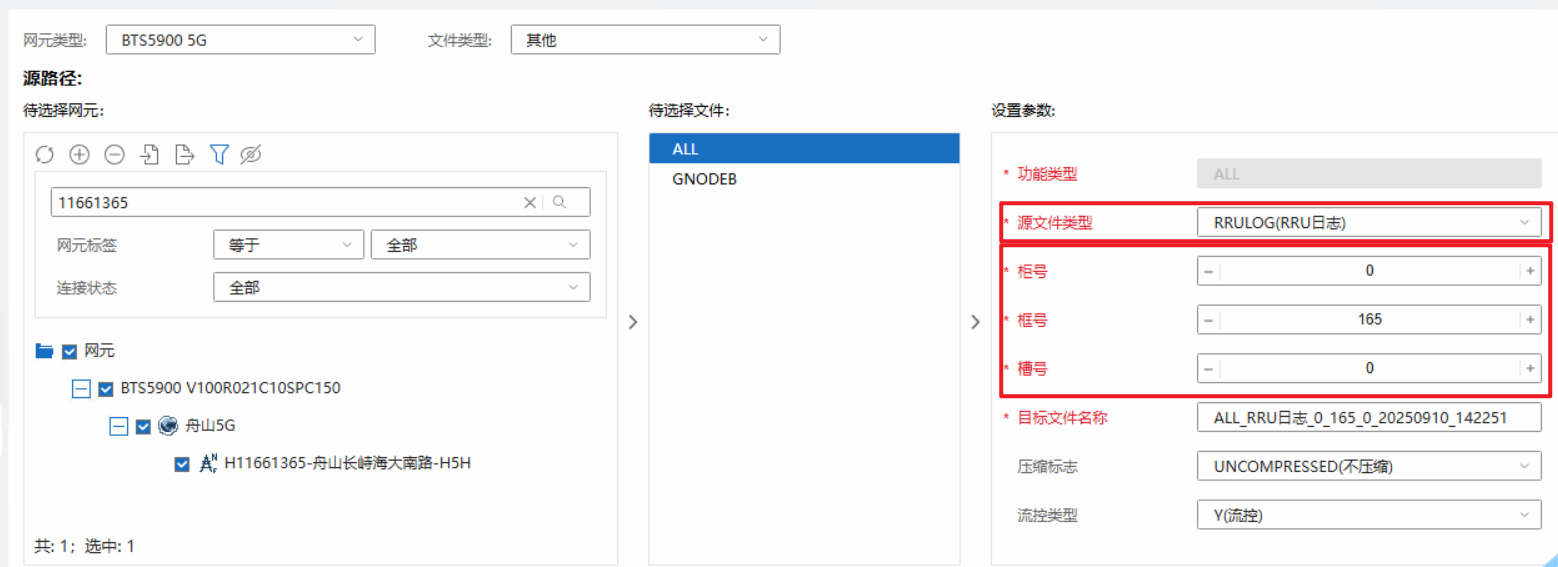 网元类型: BTS5900 5G 文件类型: 其他
源路径:
待选择网元:
11661365
网元标签 等于 全部
连接状态 全部
网元
BTS5900 V100R021C10SPC150
舟山5G
H11661365-舟山长峙海大南路-H5H
共: 1; 选中: 1
待选择文件:
ALL
GNODEB
设置参数:
* 功能类型 ALL
* 源文件类型 RRULOG(RRU日志)
* 柜号 − 0 +
* 框号 − 165 +
* 槽号 − 0 +
* 目标文件名称 ALL_RRU日志_0_165_0_20250910_142251
压缩标志 UNCOMPRESSED(不压缩)
流控类型 Y(流控)